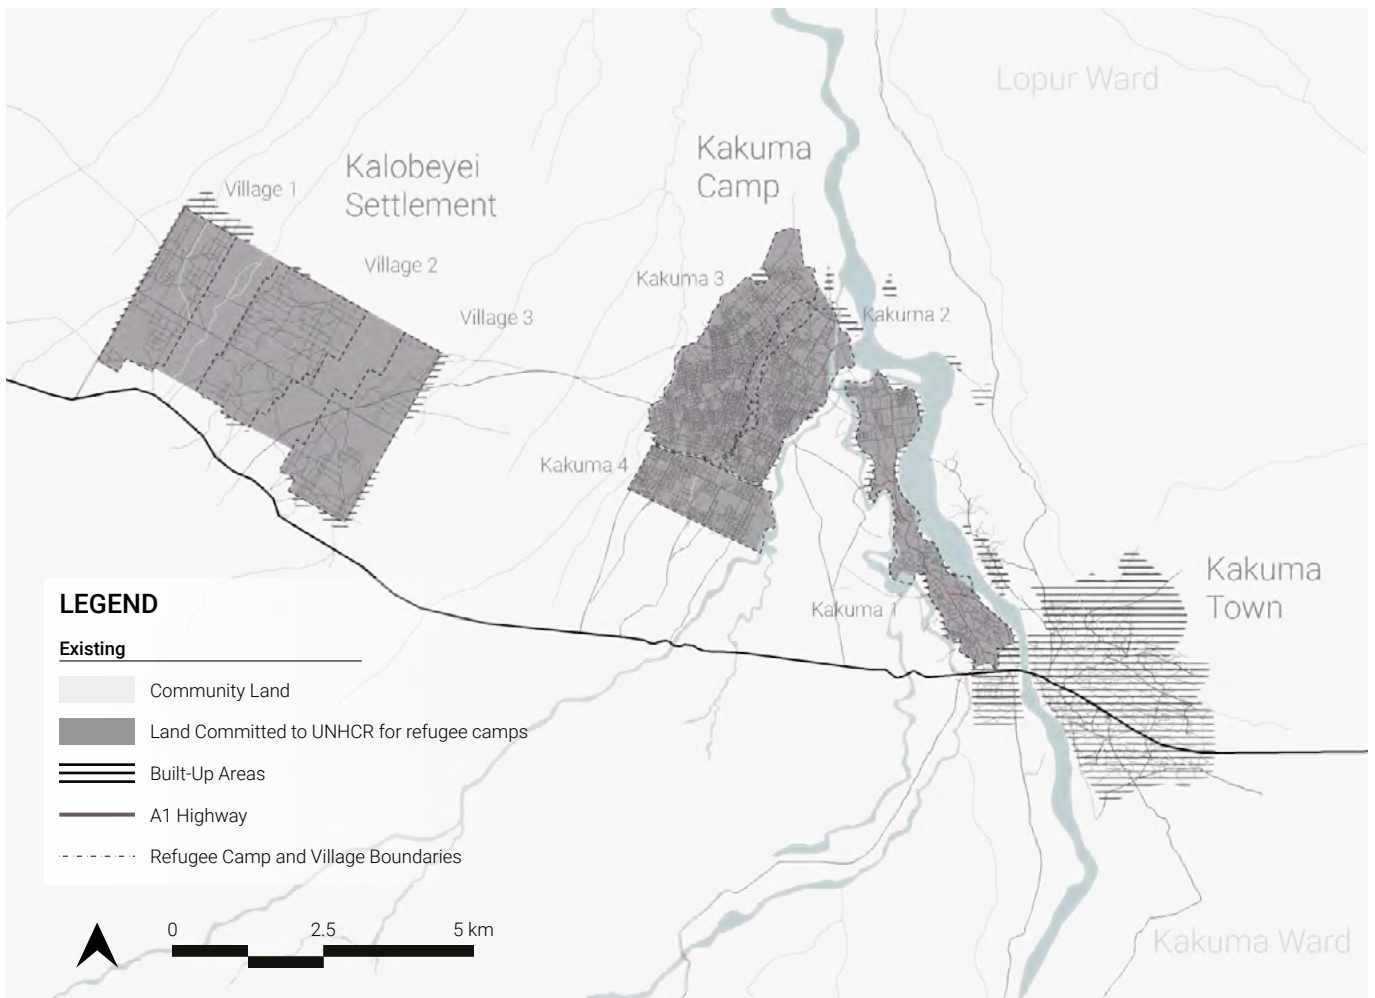 Lopur Ward
Kakuma
Camp
Kalobeyei
Settlement
Village 1
Village 2
Village 3
Kakuma 3
Kakuma 2
Kakuma 4
Kakuma 1
Kakuma
Town
LEGEND
Existing
Community Land
Land Committed to UNHCR for refugee camps
Built-Up Areas
A1 Highway
Refugee Camp and Village Boundaries
0 2.5 5 km
Kakuma Ward